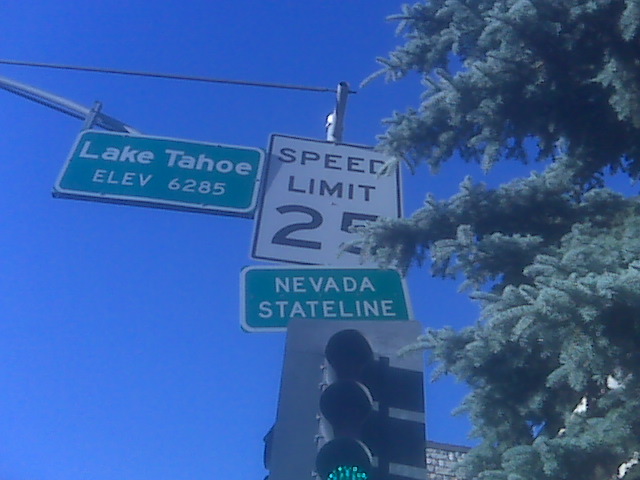 Lake Tahoe
ELEV 6285
SPEED
LIMIT
25
NEVADA
STATELINE